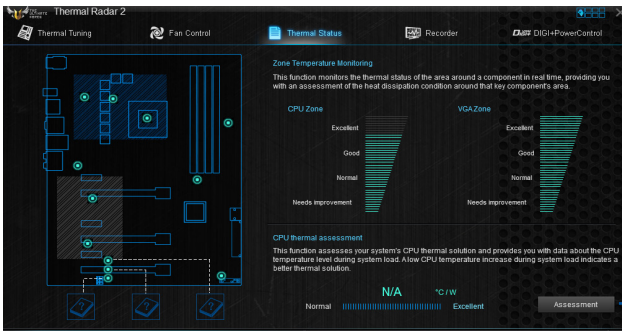 THE ULTIMATE FORCE Thermal Radar 2
Thermal Tuning
Fan Control
Thermal Status
Recorder
DIGI+PowerControl
Zone Temperature Monitoring
This function monitors the thermal status of the area around a component in real time, providing you
with an assessment of the heat dissipation condition around that key component's area.
CPU Zone
VGA Zone
Excellent
Excellent
Good
Good
Normal
Normal
Needs improvement
Needs improvement
CPU thermal assessment
This function assesses your system's CPU thermal solution and provides you with data about the CPU
temperature level during system load. A low CPU temperature increase during system load indicates a
better thermal solution.
N/A °C / W
Normal
Excellent
Assessment